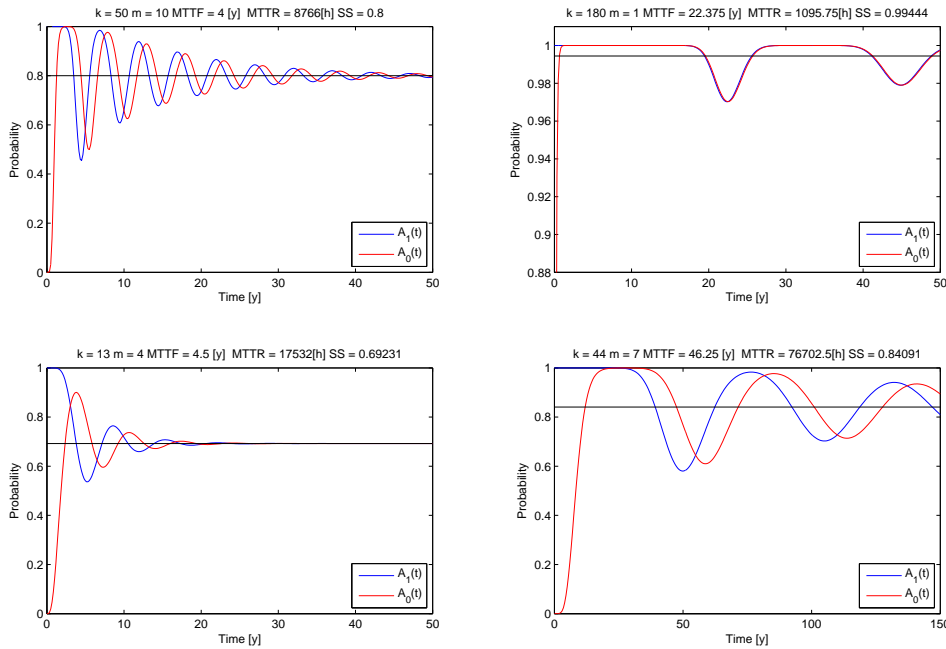 k = 50 m = 10 MTTF = 4 [y]  MTTR = 8766[h] SS = 0.8
1
0.8
0.6
0.4
0.2
0
Probability
0 10 20 30 40 50
Time [y]
A1(t)
A0(t)
k = 180 m = 1 MTTF = 22.375 [y]  MTTR = 1095.75[h] SS = 0.99444
1
0.98
0.96
0.94
0.92
0.9
0.88
Probability
0 10 20 30 40 50
Time [y]
A1(t)
A0(t)
k = 13 m = 4 MTTF = 4.5 [y]  MTTR = 17532[h] SS = 0.69231
1
0.8
0.6
0.4
0.2
0
Probability
0 10 20 30 40 50
Time [y]
A1(t)
A0(t)
k = 44 m = 7 MTTF = 46.25 [y]  MTTR = 76702.5[h] SS = 0.84091
1
0.8
0.6
0.4
0.2
0
Probability
0 50 100 150
Time [y]
A1(t)
A0(t)